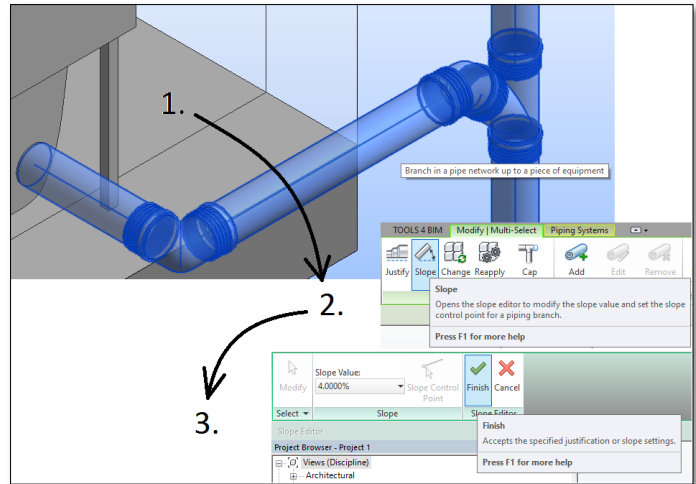 1.
Branch in a pipe network up to a piece of equipment
TOOLS 4 BIM Modify | Multi-Select Piping Systems
Justify Slope Change Reapply Cap Add Edit Remove
Slope
Opens the slope editor to modify the slope value and set the slope
control point for a piping branch.
Press F1 for more help
2.
3.
Modify
Slope Value:
4.0000%
Slope Control
Point
Finish Cancel
Select Slope Slope Editor
Slope Editor
Finish
Accepts the specified justification or slope settings.
Press F1 for more help
Project Browser - Project 1
Views (Discipline)
Architectural